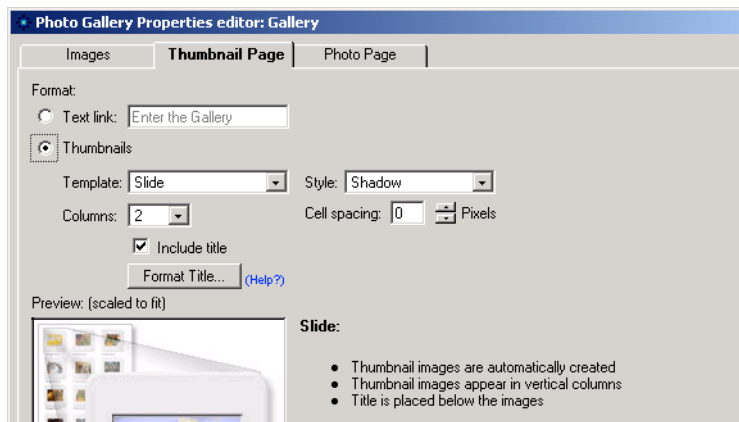 Photo Gallery Properties editor: Gallery
Images Thumbnail Page Photo Page
Format:
Text link: Enter the Gallery
Thumbnails
Template: Slide Style: Shadow
Columns: 2 Cell spacing: 0 Pixels
Include title
Format Title... (Help?)
Preview: (scaled to fit)
Slide:
Thumbnail images are automatically created
Thumbnail images appear in vertical columns
Title is placed below the images